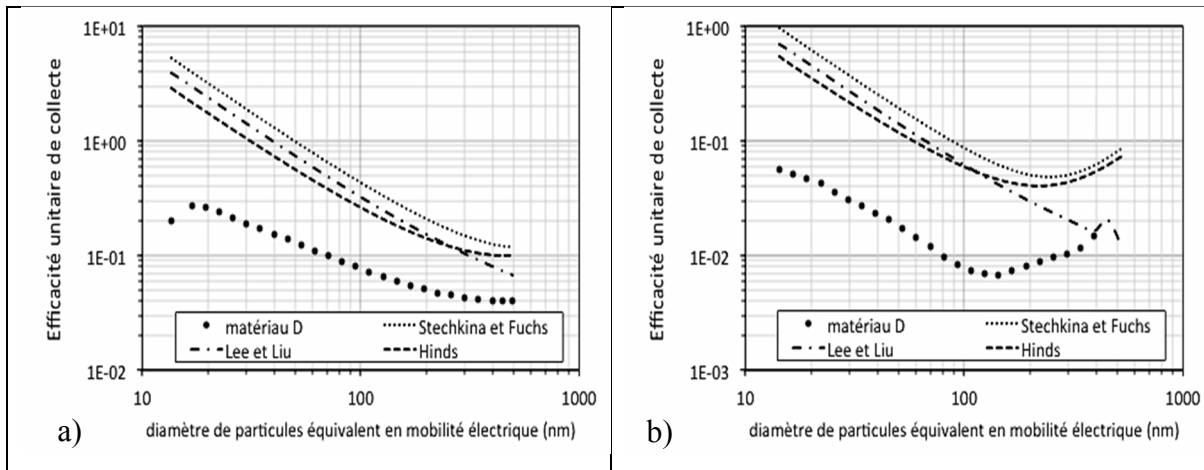 Efficacité unitaire de collecte
1E+01
1E+00
1E-01
1E-02
matériau D
Stechkina et Fuchs
Lee et Liu
Hinds
10
100
1000
diamètre de particules équivalent en mobilité électrique (nm)
a)
Efficacité unitaire de collecte
1E+00
1E-01
1E-02
1E-03
matériau D
Stechkina et Fuchs
Lee et Liu
Hinds
10
100
1000
diamètre de particules équivalent en mobilité électrique (nm)
b)